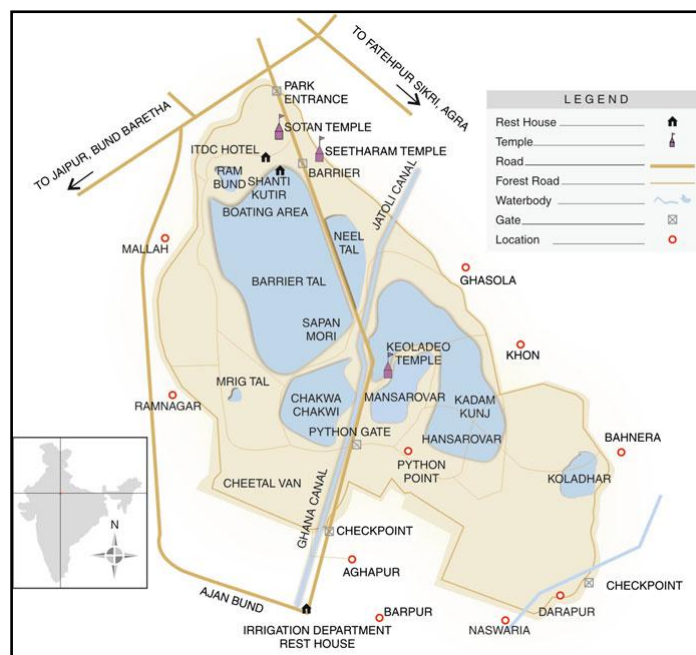 TO FATEHPUR SIKRI, AGRA
TO JAIPUR, BUND BARETHA
PARK
ENTRANCE
SOTAN TEMPLE
ITDC HOTEL
SEETHARAM TEMPLE
RAM
BUND
SHANTI
KUTIR
BARRIER
BOATING AREA
JATOLI CANAL
NEEL
TAL
MALLAH
BARRIER TAL
GHASOLA
SAPAN
MORI
KEOLADEO
TEMPLE
KHON
MRIG TAL
RAMNAGAR
CHAKWA
CHAKWI
MANSAROVAR
KADAM
KUNJ
PYTHON GATE
HANSAROVAR
BAHNERA
PYTHON
POINT
KOLADHAR
CHEETAL VAN
GHANA CANAL
CHECKPOINT
AGHAPUR
CHECKPOINT
AJAN BUND
BARPUR
DARAPUR
NASWARIA
IRRIGATION DEPARTMENT
REST HOUSE
N
LEGEND
Rest House
Temple
Road
Forest Road
Waterbody
Gate
Location